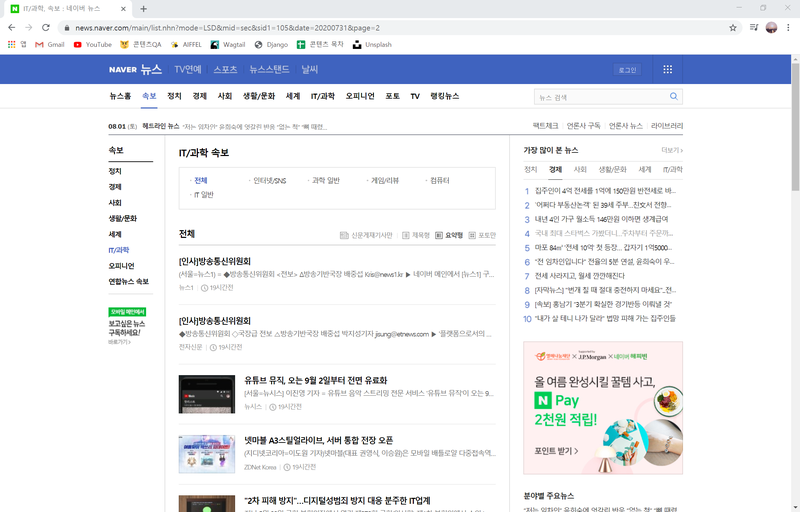 IT/과학, 속보 : 네이버 뉴스
news.naver.com/main/list.nhn?mode=LSD&mid=sec&sid1=105&date=20200731&page=2
앱 Gmail YouTube 콘텐츠QA AIFFEL Wagtail Django 콘텐츠 목차 Unsplash
NAVER 뉴스 TV연예 스포츠 뉴스스탠드 날씨 로그인
뉴스홈 속보 정치 경제 사회 생활/문화 세계 IT/과학 오피니언 포토 TV 랭킹뉴스 뉴스 검색
08.01 (토) 헤드라인 뉴스 "저는 임차인" 윤희숙에 엇갈린 반응 "없는 척" "뼈 때렸... 팩트체크 언론사 구독 언론사 뉴스 라이브러리
속보
정치
경제
사회
생활/문화
세계
IT/과학
오피니언
연합뉴스 속보
모바일 메인에서
보고싶은 뉴스
구독하세요!
바로가기 >
IT/과학 속보
전체 인터넷/SNS 과학 일반 게임/리뷰 컴퓨터
IT 일반
전체 신문게재기사만 제목형 요약형 포토만
[인사]방송통신위원회
(서울=뉴스1) = ◆방송통신위원회 <전보> △방송기반국장 배중섭 Kris@news1.kr ▶ 네이버 메인에서 [뉴스1] 구...
뉴스1 19시간전
[인사]방송통신위원회
◆방송통신위원회 ◇국장급 전보 △방송기반국장 배중섭 박지성기자 jisung@etnews.com ▶ "플랫폼으로서의 ...
전자신문 19시간전
유튜브 뮤직, 오는 9월 2일부터 전면 유료화
[서울=뉴시스] 이진영 기자 = 유튜브 음악 스트리밍 전문 서비스 '유튜브 뮤직'이 오는 9...
뉴시스 19시간전
넷마블 A3스틸얼라이브, 서버 통합 전장 오픈
(지디넷코리아=이도원 기자)넷마블(대표 권영식, 이승원)은 모바일 배틀로얄 다중접속역...
ZDNet Korea 19시간전
"2차 피해 방지"...디지털성범죄 방지 대응 분주한 IT업계
가장 많이 본 뉴스 더보기 >
정치 경제 사회 생활/문화 세계 IT/과학
1 집주인이 4억 전세를 1억에 150만원 반전세로 바...
2 '어쩌다 부동산논객' 된 39세 주부...진文서 전향...
3 내년 4인 가구 월소득 146만원 이하면 생계급여
4 국내 최대 스타벅스 가봤더니...주차부터 주문까...
5 마포 84㎡ '전세 10억' 첫 등장... 갑자기 1억5000...
6 "전 임차인입니다" 전율의 5분 연설, 윤희숙이 우...
7 전세 사라지고, 월세 깐깐해진다
8 [자막뉴스] "번개 칠 때 절대 충전하지 마세요"...전...
9 [속보] 홍남기 "3분기 확실한 경기반등 이뤄낼 것"
10 "내가 살 테니 나가 달라" 법망 피해 가는 집주인들
J.P.Morgan × 네이버 해피빈
올 여름 완성시킬 꿀템 사고,
N Pay
2천원 적립!
포인트 받기 >
분야별 주요뉴스
"저는 임차인" 윤희숙에 엇갈린 반응 "없는 척" "뼈 때렸...